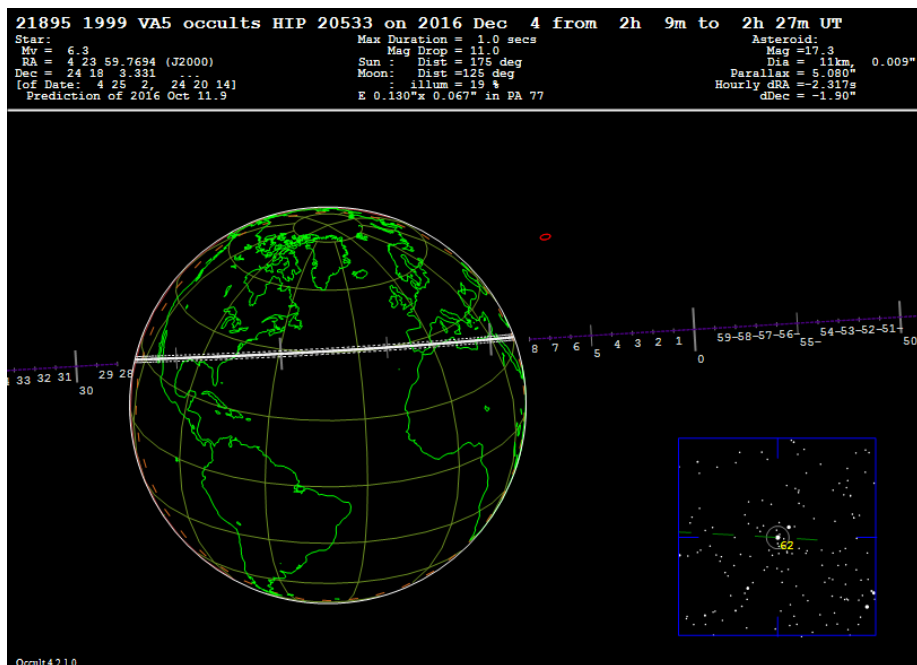 21895 1999 VA5 occults HIP 20533 on 2016 Dec  4 from  2h  9m to  2h 27m UT
Star:
Mv =  6.3
RA =  4 23 59.7694 (J2000)
Dec = 24 18  3.331  ...
[of Date:  4 25  2,  24 20 14]
Prediction of 2016 Oct 11.9
Max Duration =  1.0 secs
Mag Drop = 11.0
Sun :   Dist =175 deg
Moon:   Dist =125 deg
:  illum = 19 %
E 0.130"x 0.067" in PA 77
Asteroid:
Mag =17.3
Dia =  11km,  0.009"
Parallax = 5.080"
Hourly dRA =-2.317s
dDec = -1.90"
33 32 31 30 29 28
8 7 6 5 4 3 2 1 0 59 58 57 56 55 54 53 52 51 50
62
Occult 4.2.1.0